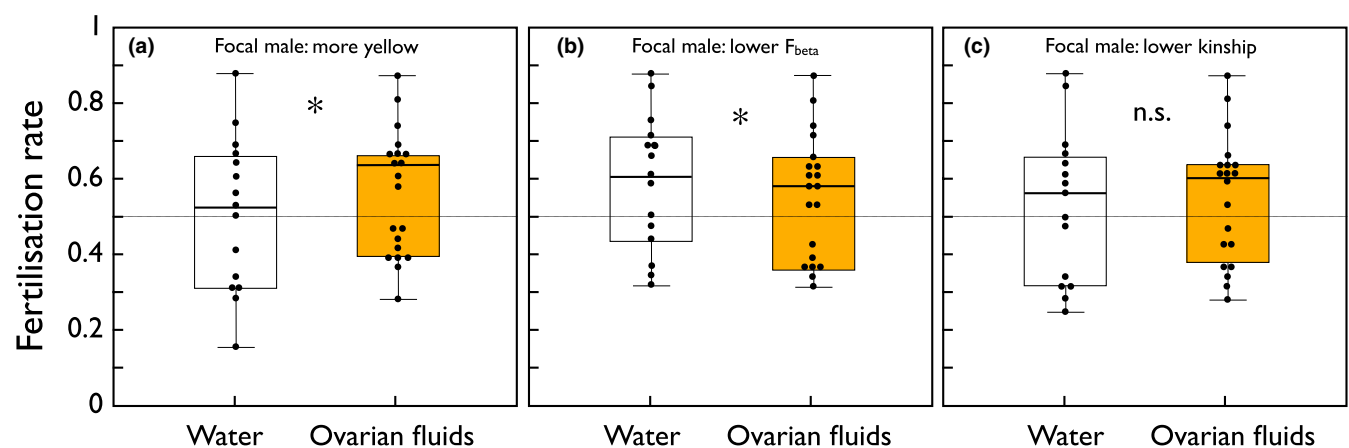 Fertilisation rate
1
0.8
0.6
0.4
0.2
0
(a) Focal male: more yellow
*
Water Ovarian fluids
(b) Focal male: lower Fbeta
*
Water Ovarian fluids
(c) Focal male: lower kinship
n.s.
Water Ovarian fluids